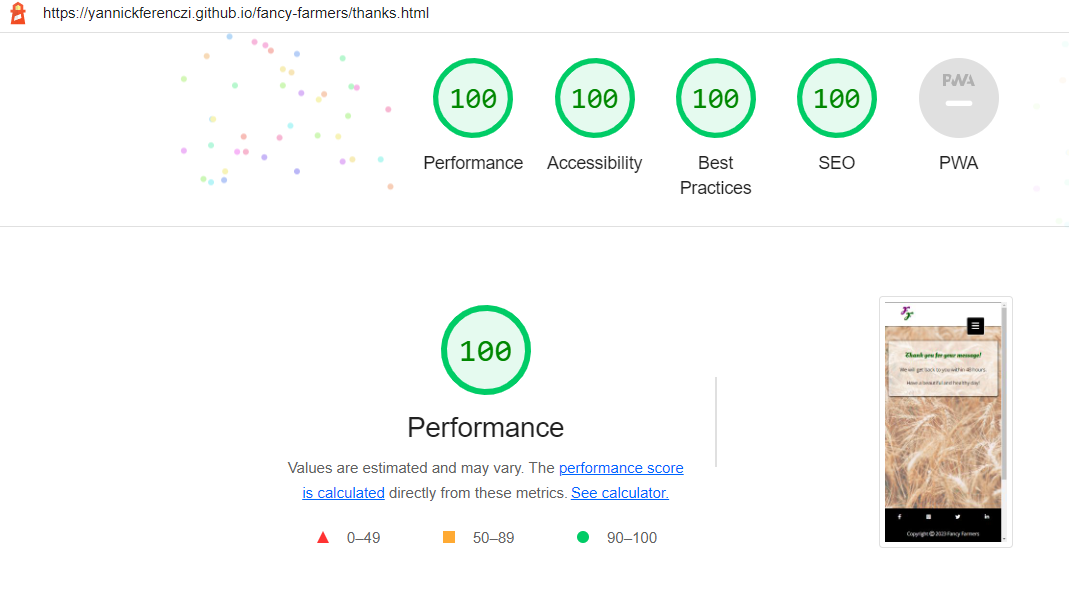 https://yannickferenczi.github.io/fancy-farmers/thanks.html
100
100
100
100
PWA
Performance
Accessibility
Best
Practices
SEO
PWA
100
Performance
Values are estimated and may vary. The performance score
is calculated directly from these metrics. See calculator.
0–49
50–89
90–100
FF
Thank you for your message!
We will get back to you within 48 hours.
Have a beautiful and healthy day!
Copyright © 2023 Fancy Farmers